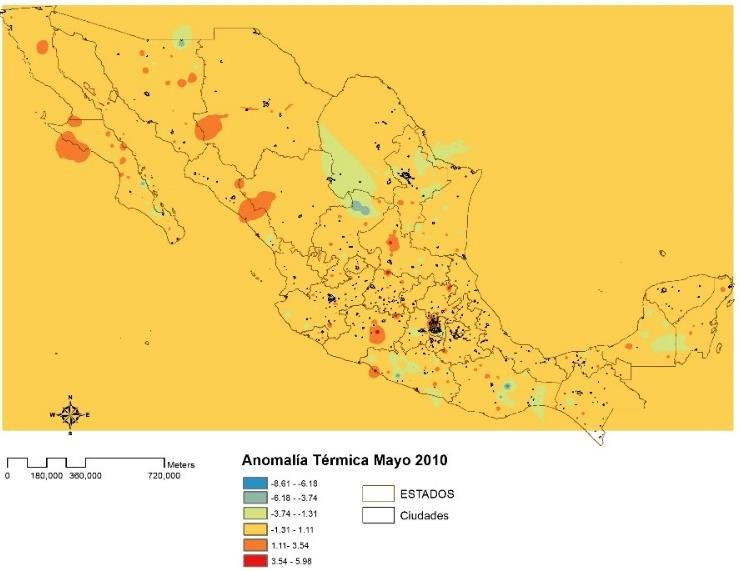 N
W E
S
Meters
0 180,000 360,000 720,000
Anomalía Térmica Mayo 2010
-8.61 - -6.18
-6.18 - -3.74
-3.74 - -1.31
-1.31 - 1.11
1.11- 3.54
3.54 - 5.98
ESTADOS
Ciudades